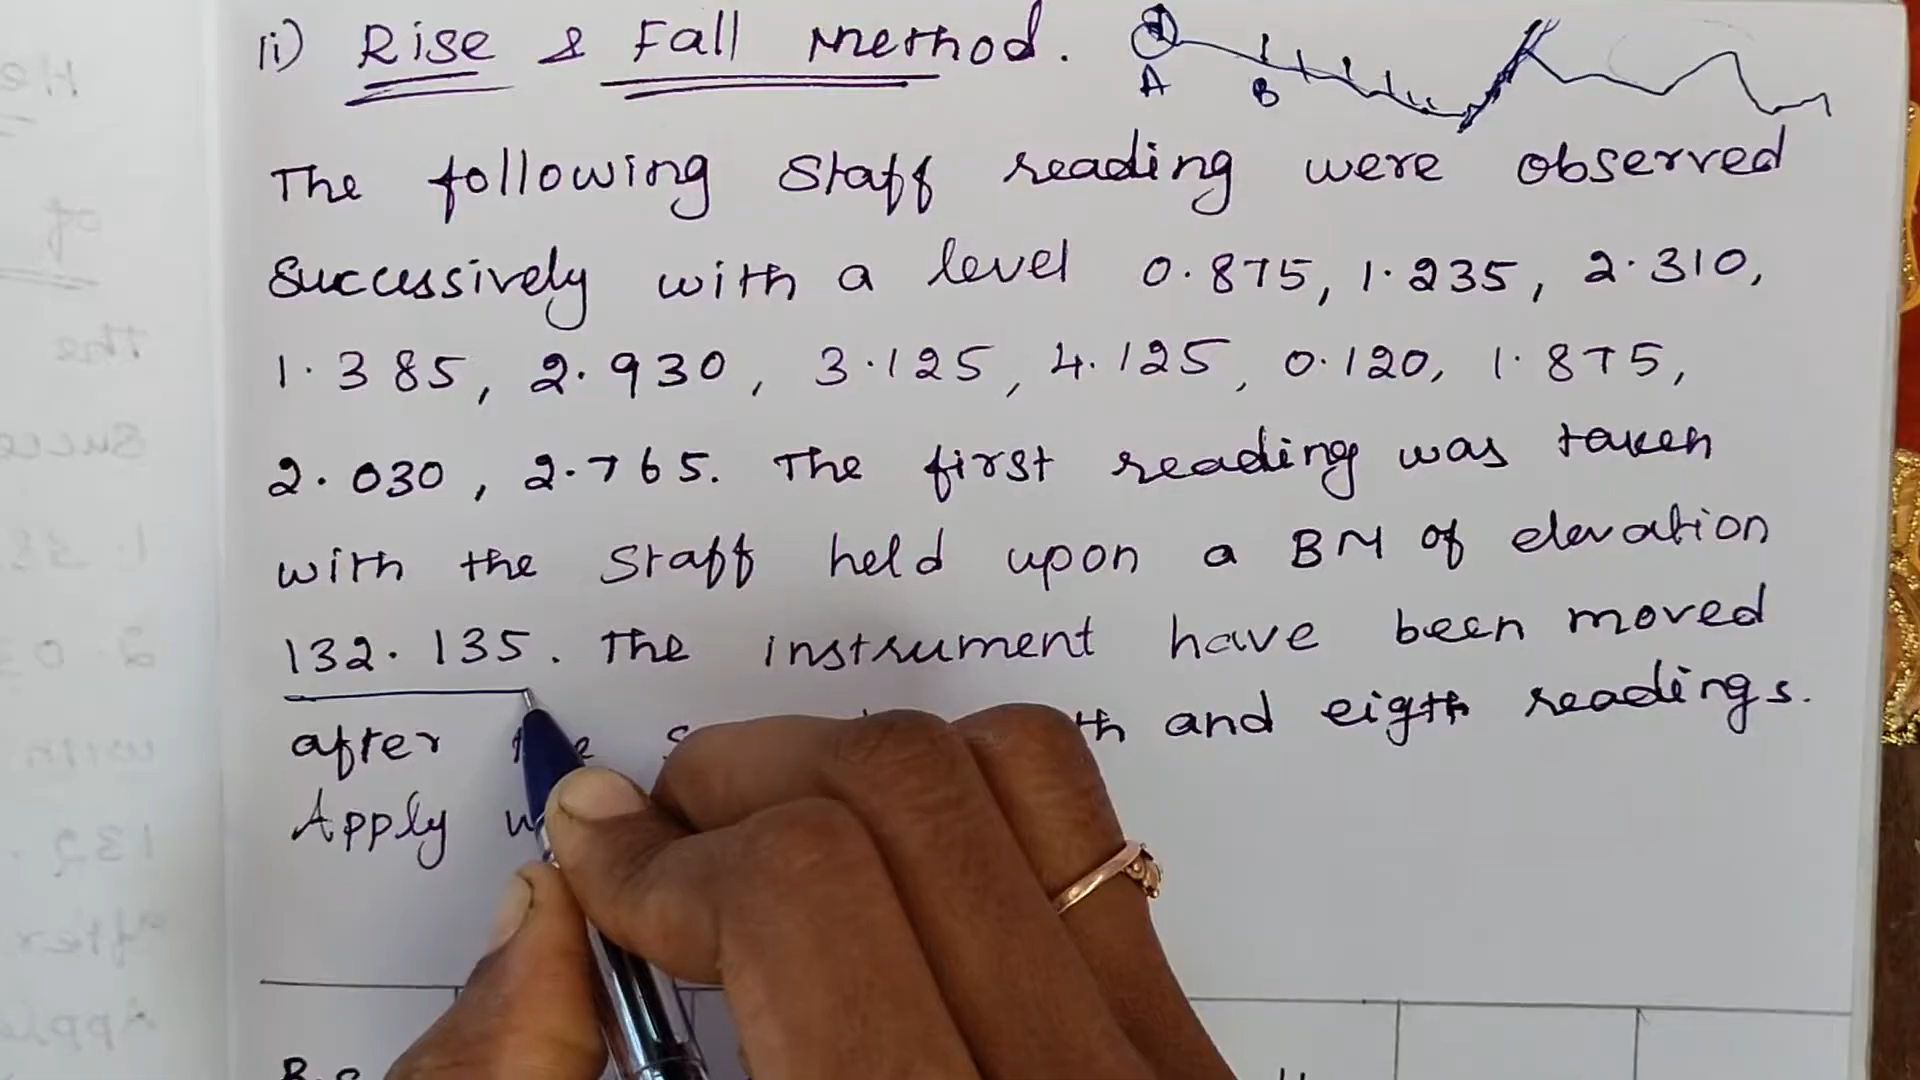 ii) Rise & Fall method.
A
B
The following Staff reading were observed
Successively with a level 0.875, 1.235, 2.310,
1.385, 2.930, 3.125, 4.125, 0.120, 1.875,
2.030, 2.765. The first reading was taken
with the Staff held upon a BM of elevation
132.135. The instrument have been moved
after and eigth readings.
Apply